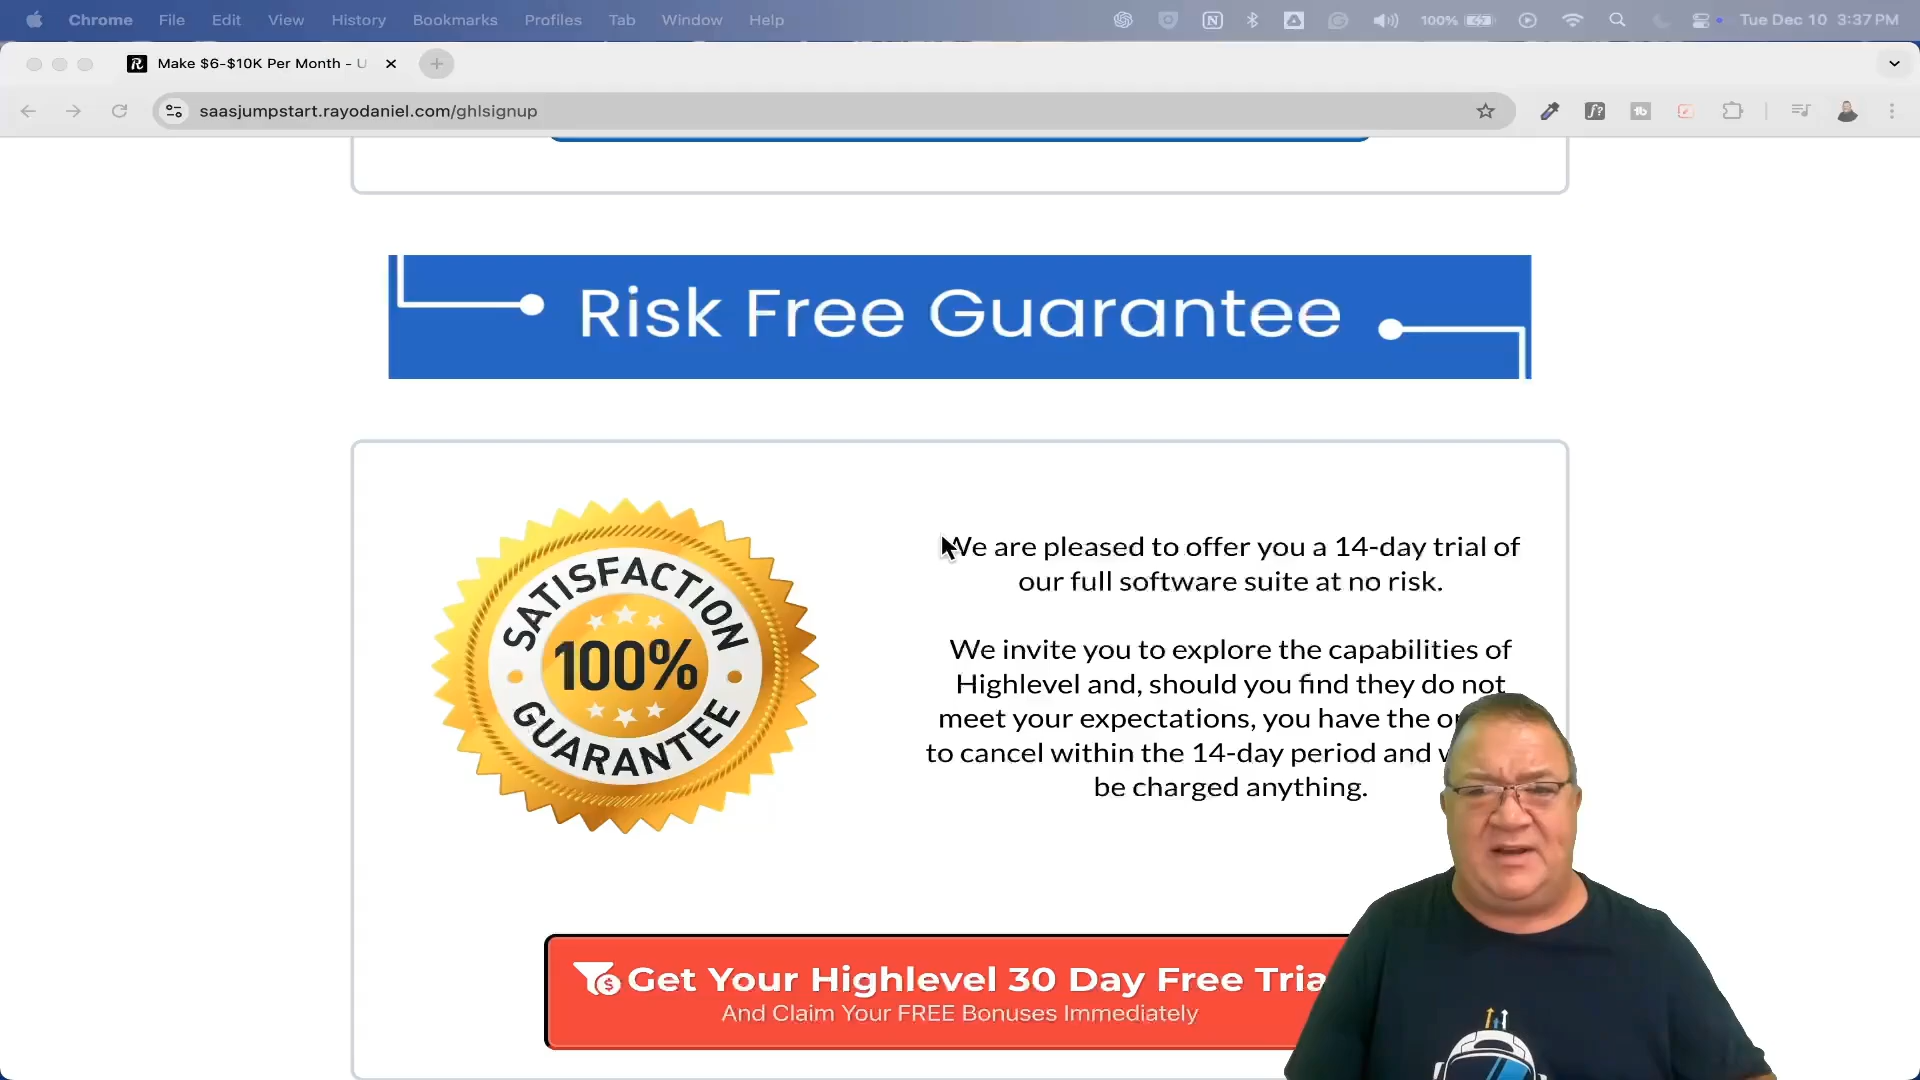 Chrome File Edit View History Bookmarks Profiles Tab Window Help 100% Tue Dec 10 3:37 PM
Make $6-$10K Per Month - U
saasjumpstart.rayodaniel.com/ghlsignup
Risk Free Guarantee
SATISFACTION
100%
GUARANTEE
We are pleased to offer you a 14-day trial of
our full software suite at no risk.
We invite you to explore the capabilities of
Highlevel and, should you find they do not
meet your expectations, you have the
to cancel within the 14-day period and
be charged anything.
Get Your Highlevel 30 Day Free Tria
And Claim Your FREE Bonuses Immediately